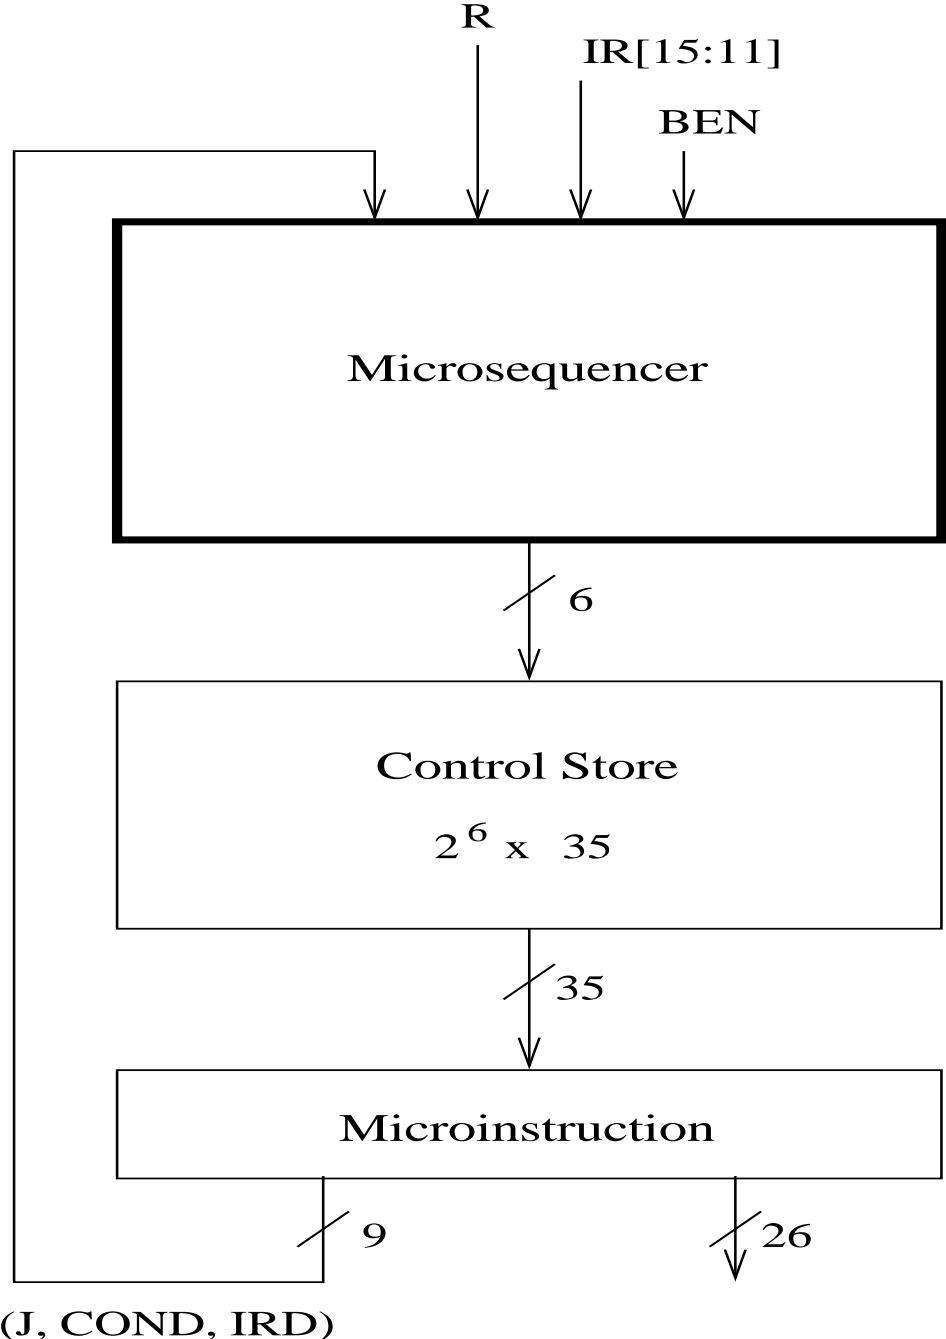 R
IR[15:11]
BEN
Microsequencer
6
Control Store
2^6 x 35
35
Microinstruction
9
26
(J, COND, IRD)